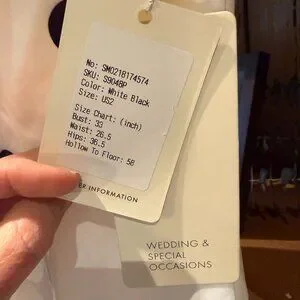 No: SM0218174574
SKU: S904BP
Color: White Black
Size: US2
Size Chart: (inch)
Bust: 33
Waist: 26.5
Hips: 36.5
Hollow To Floor: 58
ER INFORMATION
WEDDING &
SPECIAL
OCCASIONS